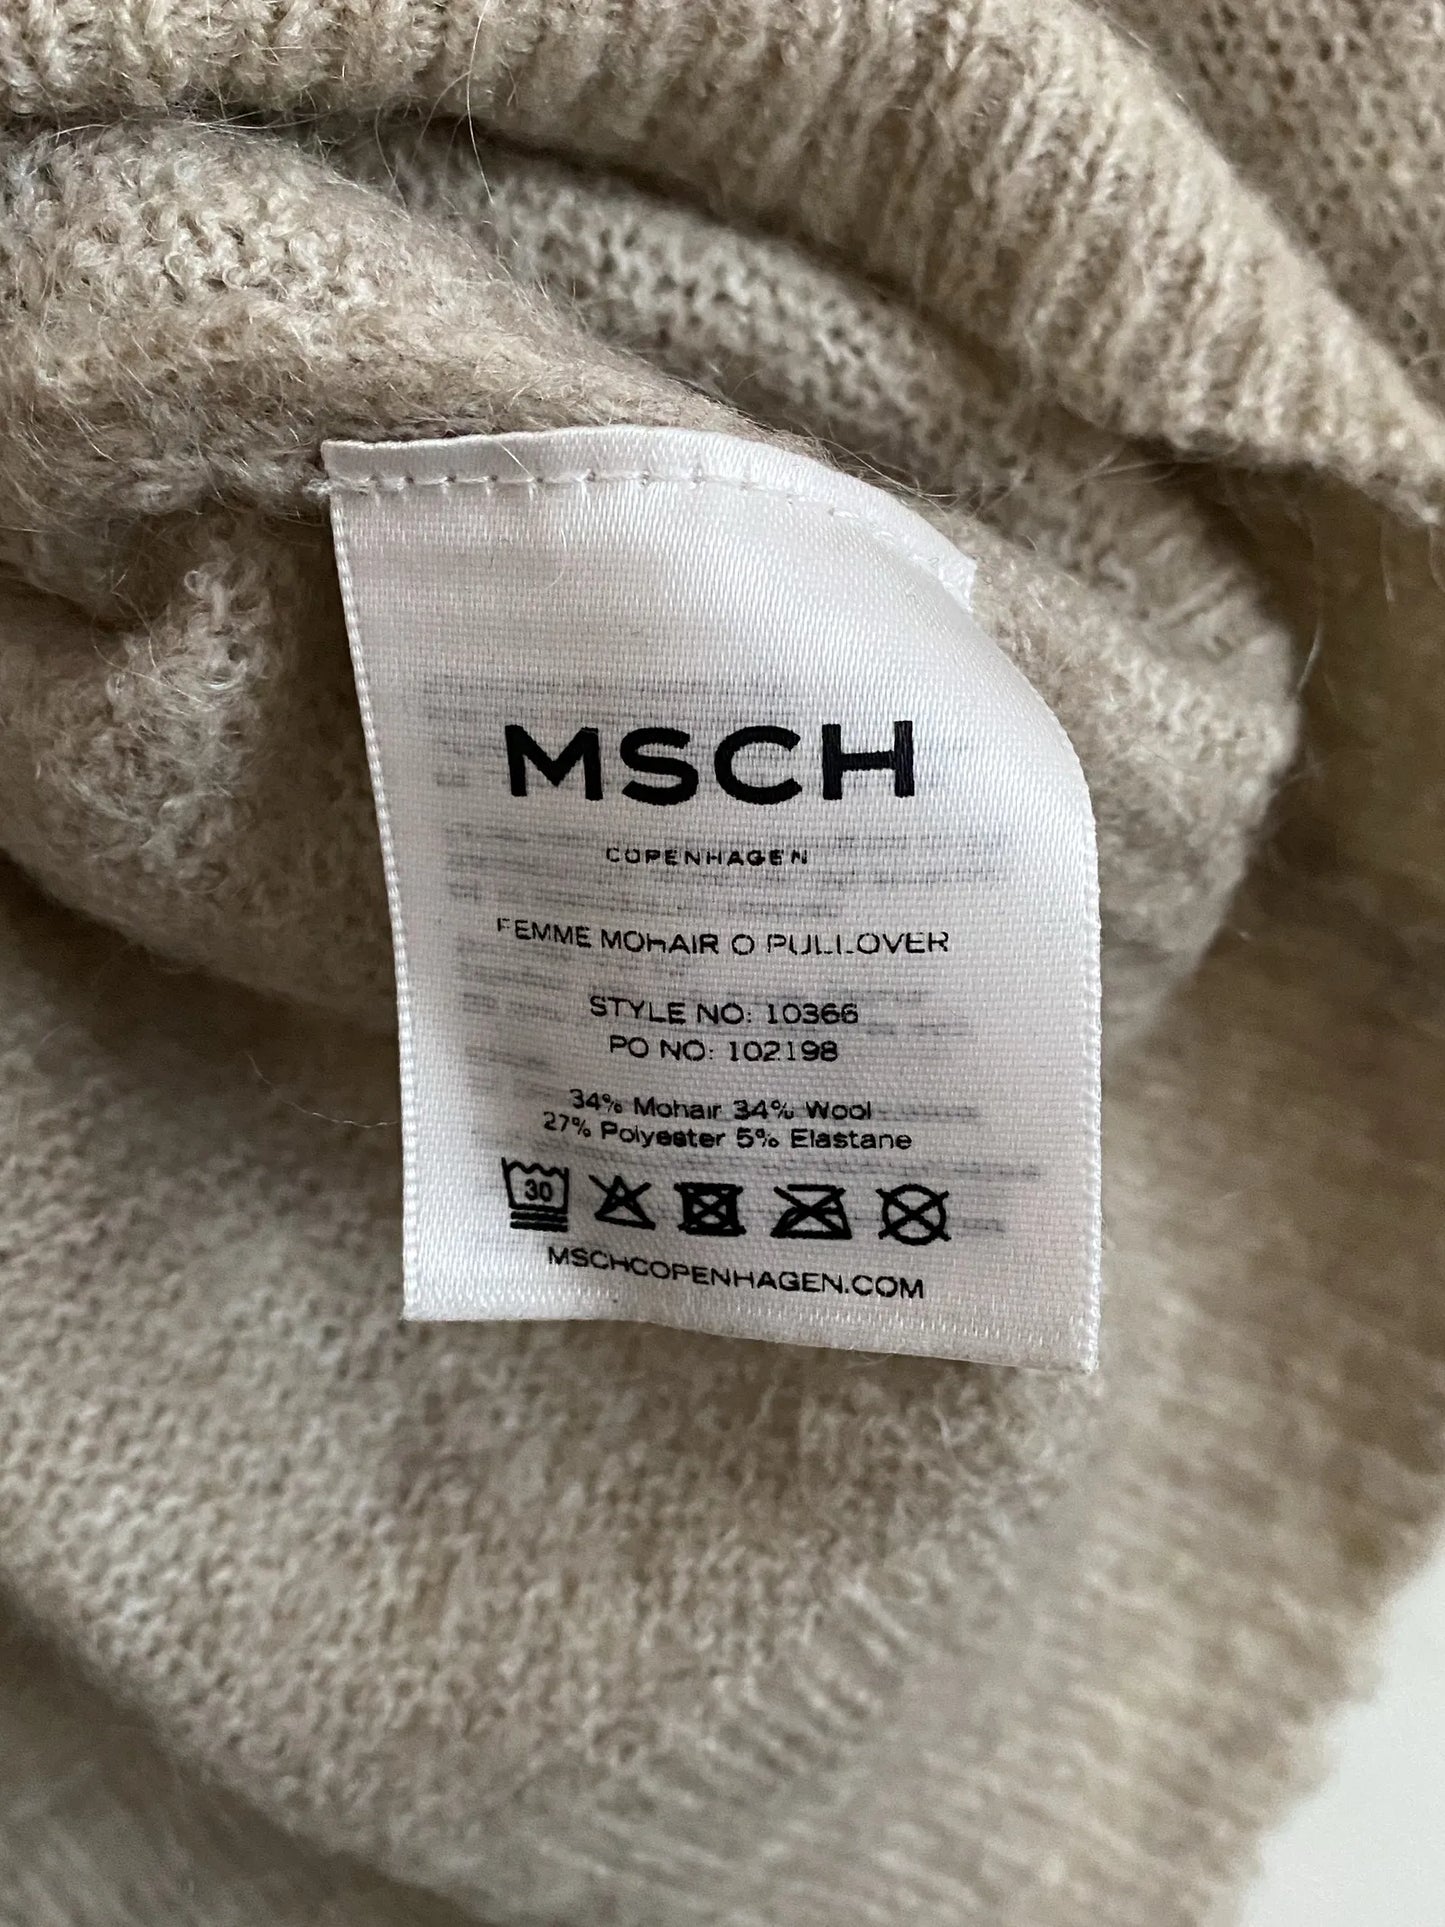 MSCH
COPENHAGEN
FEMME MOHAIR O PULLOVER
STYLE NO: 10366
PO NO: 102198
34% Mohair 34% Wool
27% Polyester 5% Elastane
30
MSCHCOPENHAGEN.COM